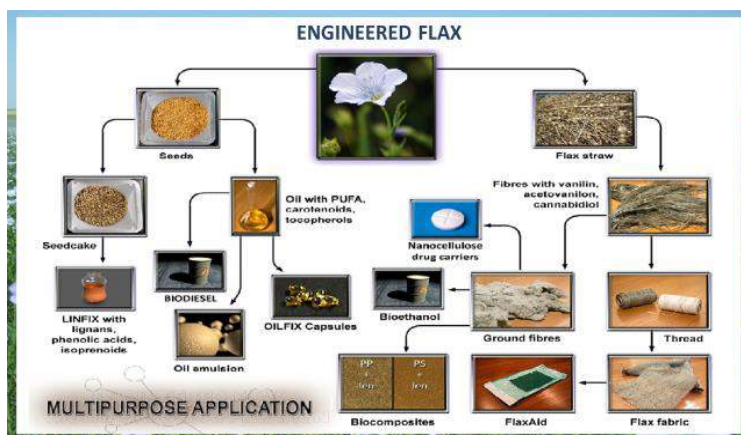 ENGINEERED FLAX
Seeds
Flax straw
Oil with PUFA,
carotenoids,
tocopherols
Fibres with vanilin,
acetovanilon,
cannabidiol
Seedcake
Nanocellulose
drug carriers
BIODIESEL
LINFIX with
lignans,
phenolic acids,
isoprenoids
OILFIX Capsules
Bioethanol
Ground fibres
Thread
Oil emulsion
PP
+
len
PS
+
len
Biocomposites
FlaxAid
Flax fabric
MULTIPURPOSE APPLICATION